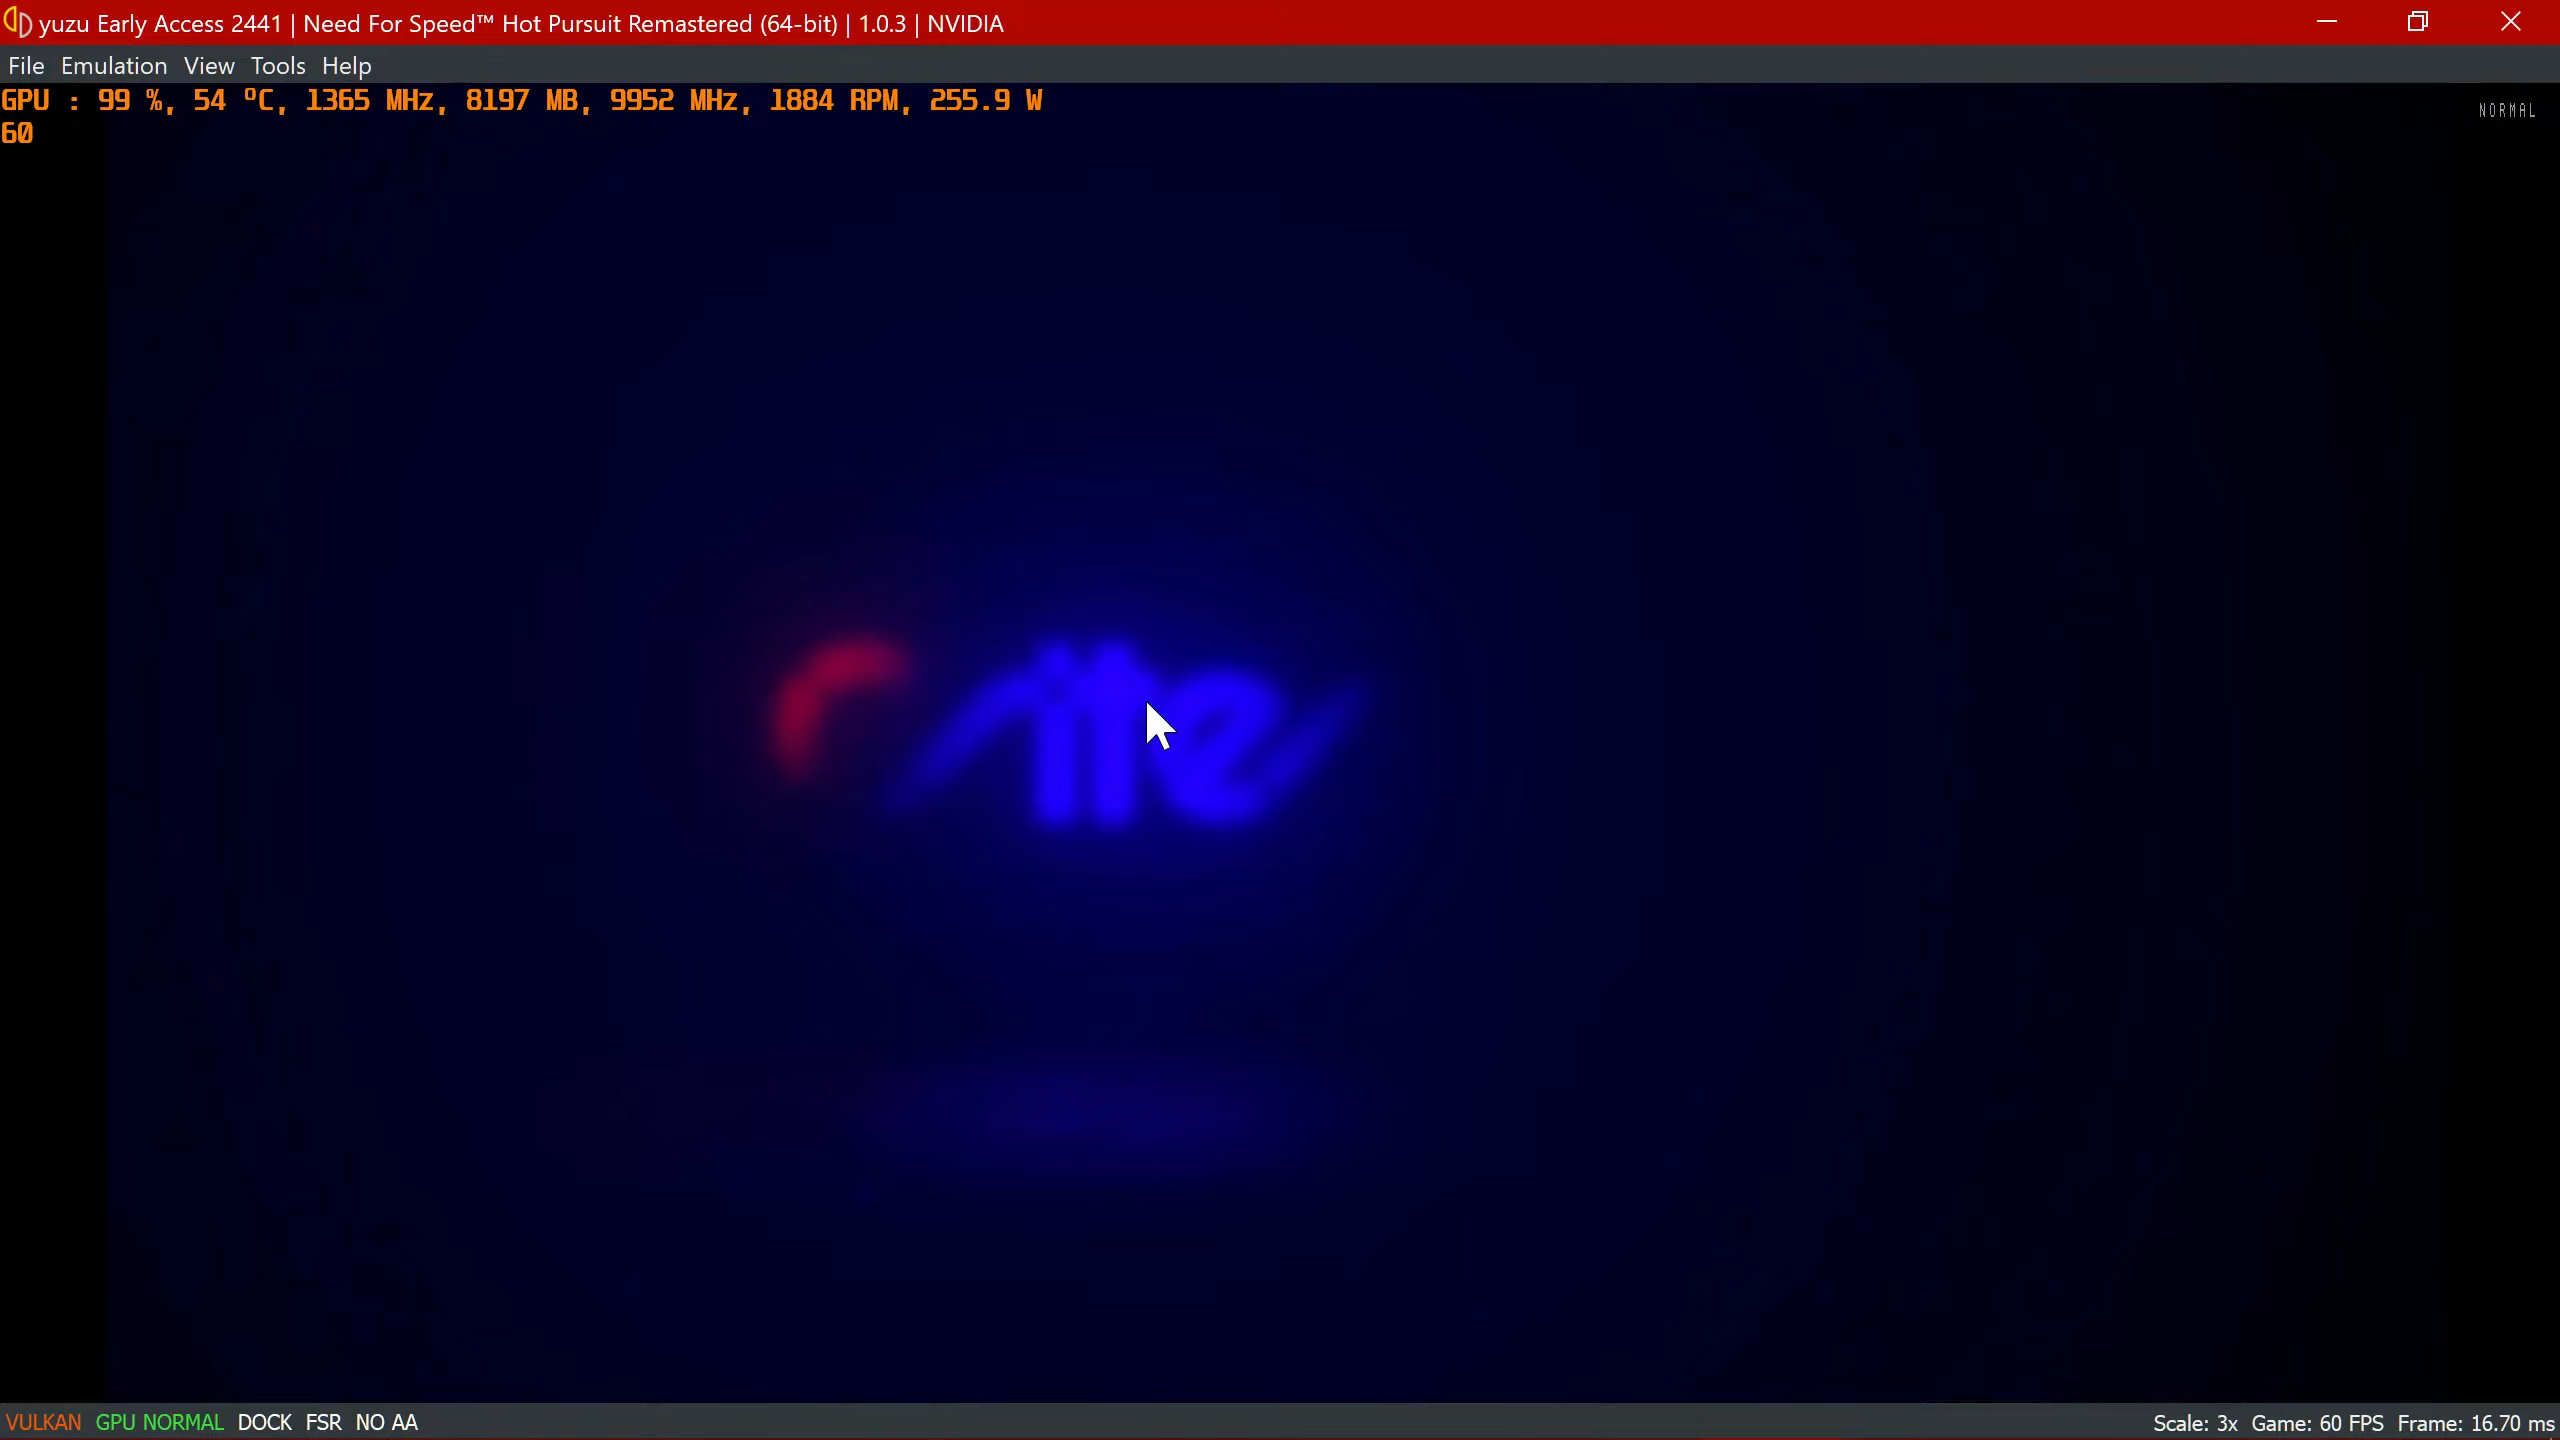 yuzu Early Access 2441 | Need For Speed™ Hot Pursuit Remastered (64-bit) | 1.0.3 | NVIDIA
File Emulation View Tools Help
GPU : 99 %, 54 ºC, 1365 MHz, 8197 MB, 9952 MHz, 1884 RPM, 255.9 W
NORMAL
60
VULKAN GPU NORMAL DOCK FSR NO AA Scale: 3x Game: 60 FPS Frame: 16.70 ms